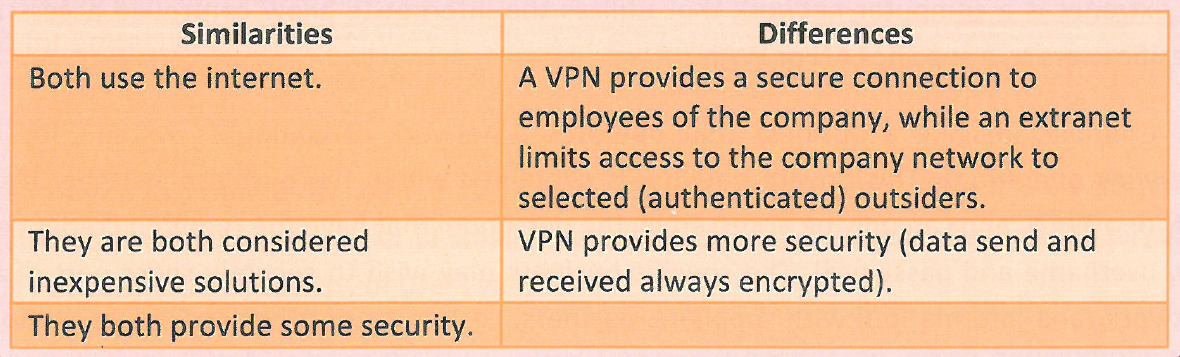 Similarities
Differences
Both use the internet.
A VPN provides a secure connection to
employees of the company, while an extranet
limits access to the company network to
selected (authenticated) outsiders.
They are both considered
inexpensive solutions.
VPN provides more security (data send and
received always encrypted).
They both provide some security.